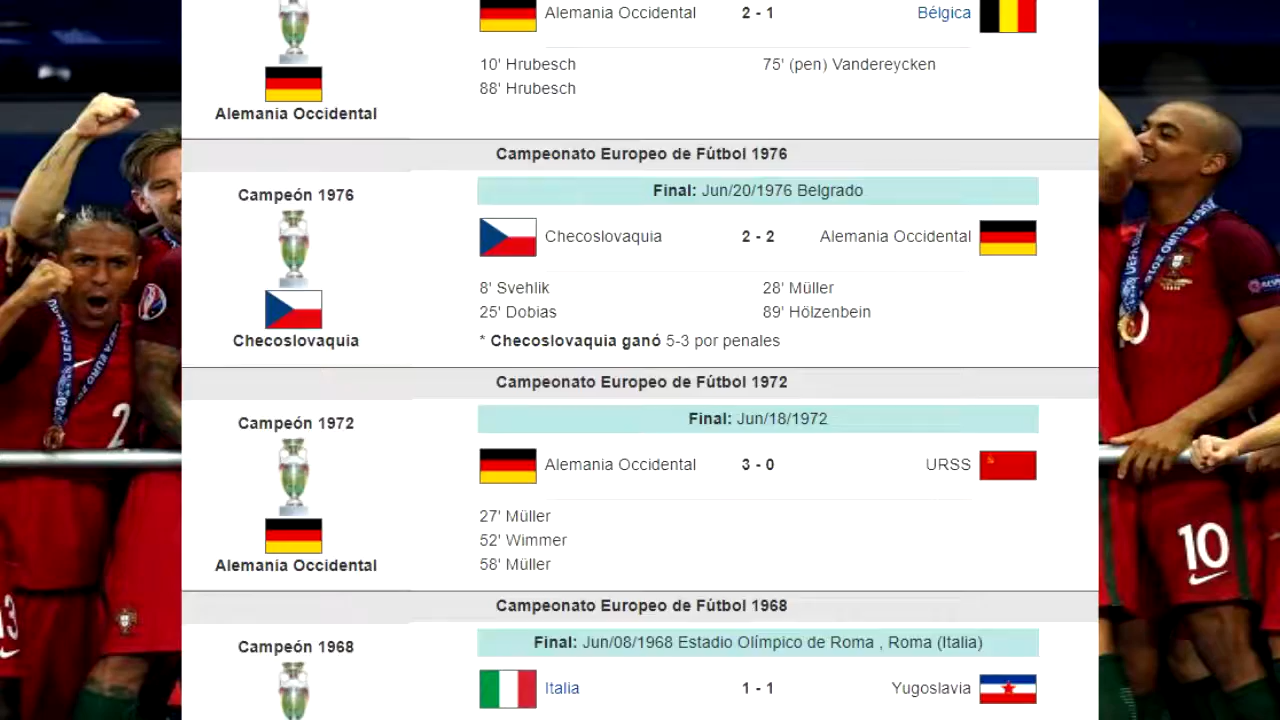 Alemania Occidental 2 - 1 Bélgica
10' Hrubesch 75' (pen) Vandereycken
88' Hrubesch
Alemania Occidental
Campeonato Europeo de Fútbol 1976
Campeón 1976
Final: Jun/20/1976 Belgrado
Checoslovaquia 2 - 2 Alemania Occidental
8' Svehlik 28' Müller
25' Dobias 89' Hölzenbein
Checoslovaquia
* Checoslovaquia ganó 5-3 por penales
Campeonato Europeo de Fútbol 1972
Campeón 1972
Final: Jun/18/1972
Alemania Occidental 3 - 0 URSS
27' Müller
52' Wimmer
58' Müller
Alemania Occidental
Campeonato Europeo de Fútbol 1968
Campeón 1968
Final: Jun/08/1968 Estadio Olímpico de Roma , Roma (Italia)
Italia 1 - 1 Yugoslavia
2
10